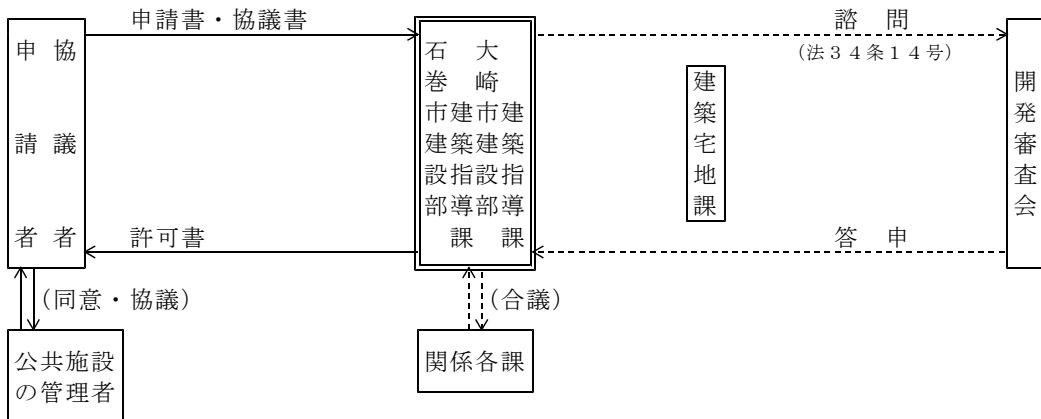 申請書・協議書
諮問
(法34条14号)
申請者
協議者
石巻市建設部
建築指導課
大崎市建設部
建築指導課
建築宅地課
開発審査会
許可書
答申
(同意・協議)
(合議)
公共施設
の管理者
関係各課